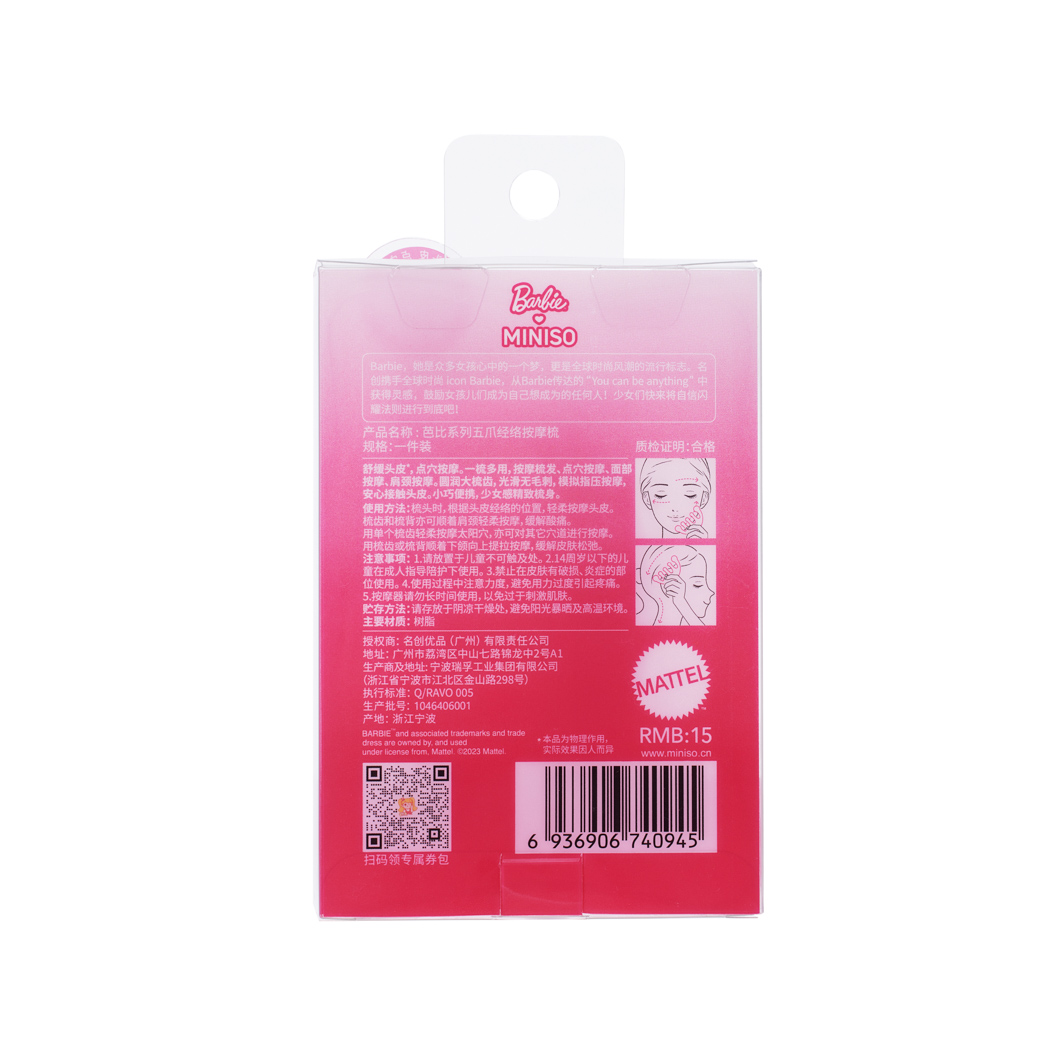 Barbie
MINISO
Barbie，她是众多女孩心中的一个梦，更是全球时尚风潮的流行标志。名
创携手全球时尚 icon Barbie，从Barbie传达的 “You can be anything” 中
获得灵感，鼓励女孩儿们成为自己想成为的任何人！少女们快来将自信闪
耀法则进行到底吧！
产品名称：芭比系列五爪经络按摩梳
规格：一件装
质检证明：合格
舒缓头皮*，点穴按摩。一梳多用，按摩梳发、点穴按摩、面部
按摩、肩颈按摩。圆润大梳齿，光滑无毛刺，模拟指压按摩，
安心接触头皮。小巧便携，少女感精致梳身。
使用方法：梳头时，根据头皮经络的位置，轻柔按摩头皮。
梳齿和梳背亦可顺着肩颈轻柔按摩，缓解酸痛。
用单个梳齿轻柔按摩太阳穴，亦可对其它穴道进行按摩。
用梳齿或梳背顺着下颌向上提拉按摩，缓解皮肤松弛。
注意事项：1.请放置于儿童不可触及处。2.14周岁以下的儿
童在成人指导陪护下使用。3.禁止在皮肤有破损、炎症的部
位使用。4.使用过程中注意力度，避免用力过度引起疼痛。
5.按摩器请勿长时间使用，以免过于刺激肌肤。
贮存方法：请存放于阴凉干燥处，避免阳光暴晒及高温环境。
主要材质：树脂
授权商：名创优品（广州）有限责任公司
地址：广州市荔湾区中山七路锦龙中2号A1
生产商及地址：宁波瑞孚工业集团有限公司
（浙江省宁波市江北区金山路298号）
执行标准：Q/RAVO 005
生产批号：1046406001
产地：浙江宁波
MATTEL
™
BARBIE™ and associated trademarks and trade
dress are owned by, and used
under license from, Mattel. ©2023 Mattel.
*本品为物理作用，
实际效果因人而异
RMB:15
www.miniso.cn
扫码领专属券包
6 936906 740945